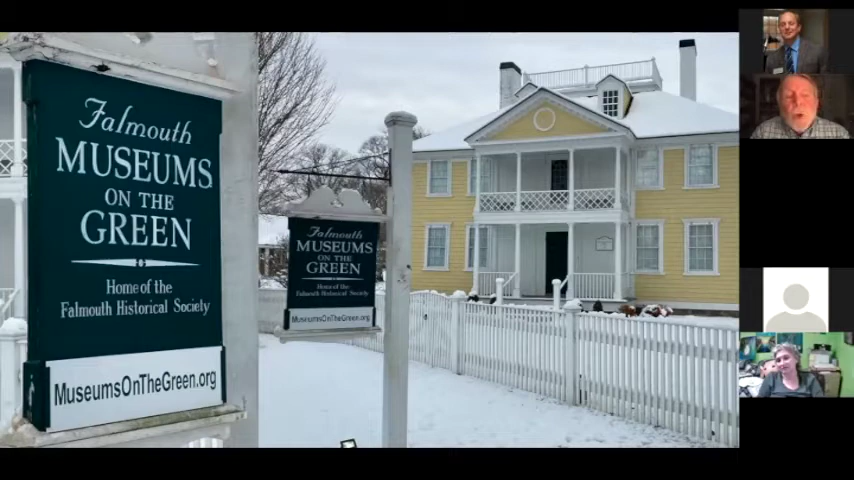 Falmouth
MUSEUMS
ON THE
GREEN
Home of the
Falmouth Historical Society
MuseumsOnTheGreen.org
Falmouth
MUSEUMS
ON THE
GREEN
Home of the
Falmouth Historical Society
MuseumsOnTheGreen.org